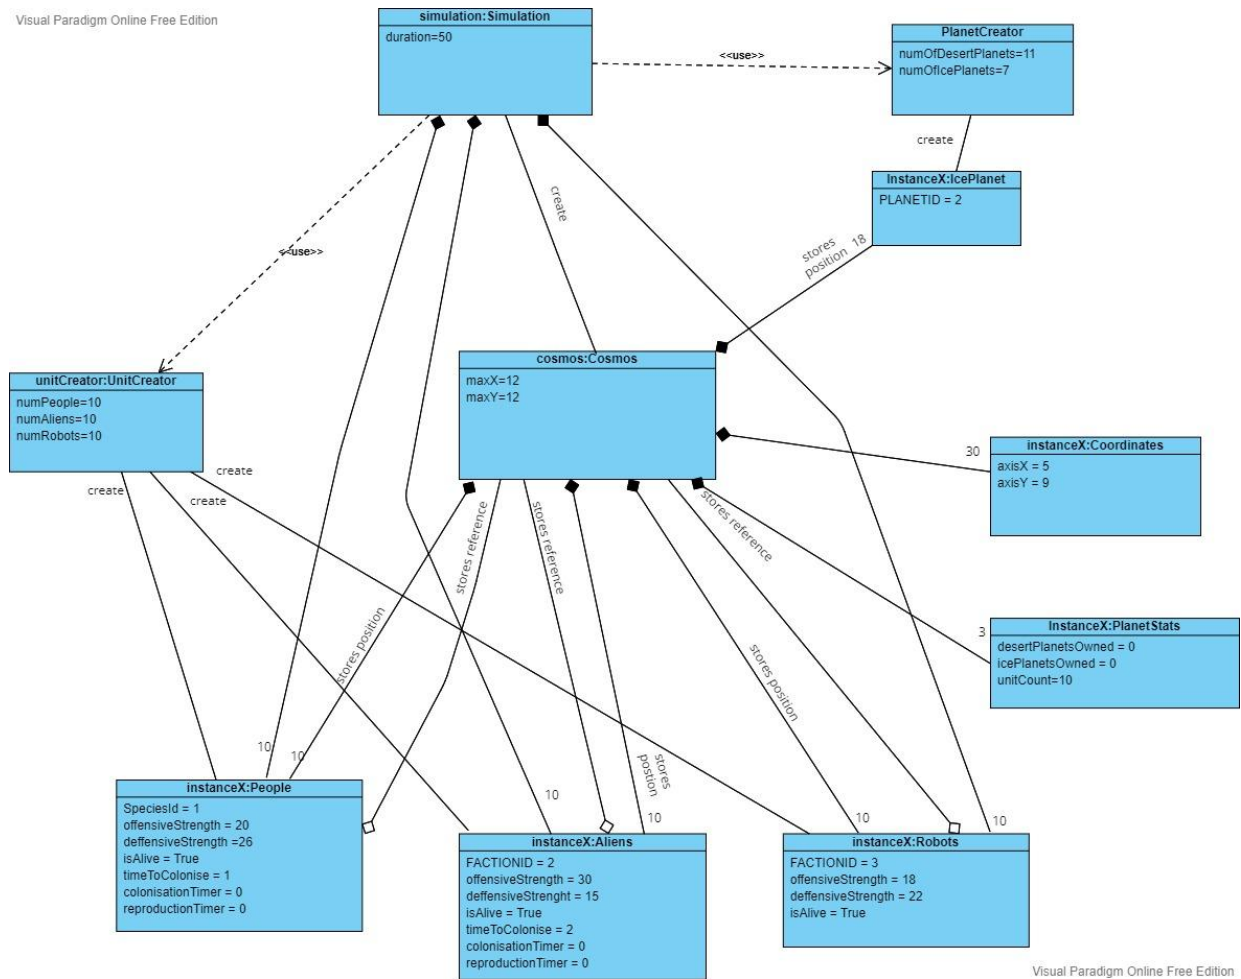 Visual Paradigm Online Free Edition
simulation:Simulation
duration=50
<<use>>
PlanetCreator
numOfDesertPlanets=11
numOfIcePlanets=7
create
InstanceX:IcePlanet
PLANETID = 2
create
stores
position 18
<<use>>
cosmos:Cosmos
maxX=12
maxY=12
unitCreator:UnitCreator
numPeople=10
numAliens=10
numRobots=10
create
create
create
30
instanceX:Coordinates
axisX = 5
axisY = 9
stores reference
stores reference
stores reference
stores position
stores position
stores
postion
3
InstanceX:PlanetStats
desertPlanetsOwned = 0
icePlanetsOwned = 0
unitCount=10
10
10
10
10
10
10
instanceX:People
SpeciesId = 1
offensiveStrength = 20
deffensiveStrength =26
isAlive = True
timeToColonise = 1
colonisationTimer = 0
reproductionTimer = 0
instanceX:Aliens
FACTIONID = 2
offensiveStrength = 30
deffensiveStrenght = 15
isAlive = True
timeToColonise = 2
colonisationTimer = 0
reproductionTimer = 0
instanceX:Robots
FACTIONID = 3
offensiveStrength = 18
deffensiveStrength = 22
isAlive = True
Visual Paradigm Online Free Edition